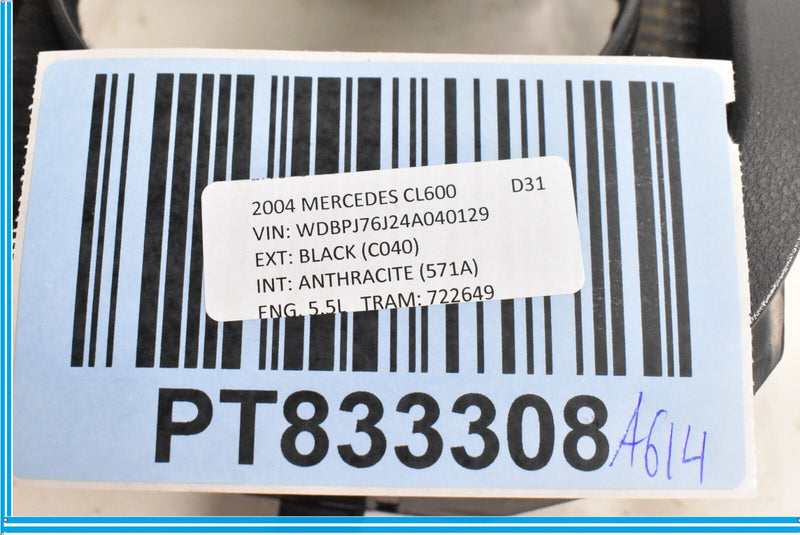 2004 MERCEDES CL600 D31
VIN: WDBPJ76J24A040129
EXT: BLACK (C040)
INT: ANTHRACITE (571A)
ENG. 5.5L TRAM: 722649
PT833308 A614